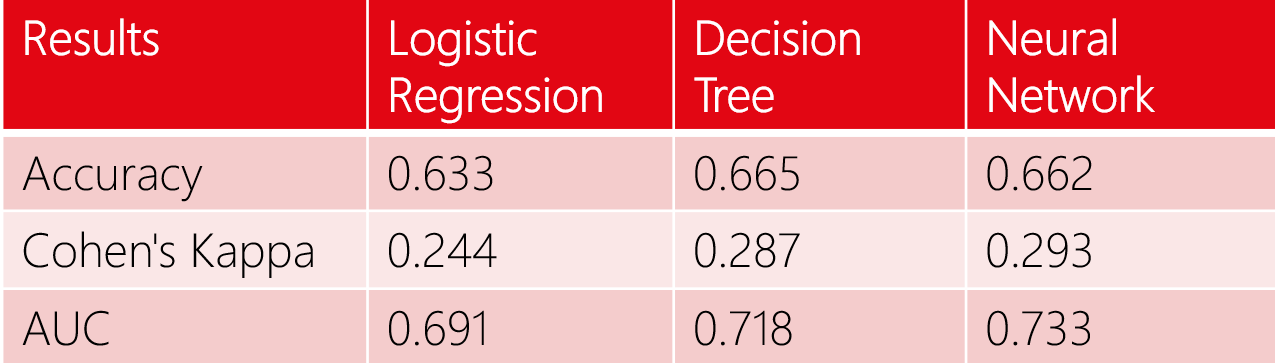 Results Logistic Regression Decision Tree Neural Network
Accuracy 0.633 0.665 0.662
Cohen's Kappa 0.244 0.287 0.293
AUC 0.691 0.718 0.733